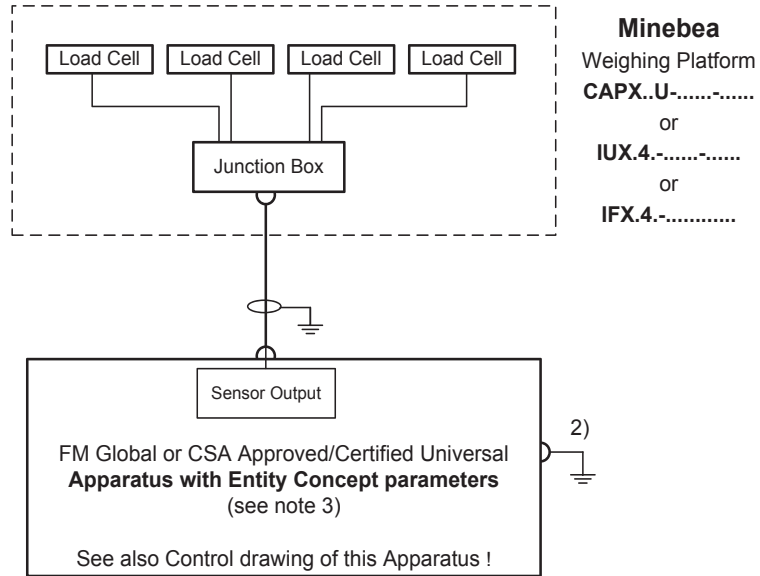 Minebea
Weighing Platform
CAPX..U-......-......
or
IUX.4.-......-......
or
IFX.4.-............
Load Cell Load Cell Load Cell Load Cell
Junction Box
Sensor Output
2)
FM Global or CSA Approved/Certified Universal
Apparatus with Entity Concept parameters
(see note 3)
See also Control drawing of this Apparatus !